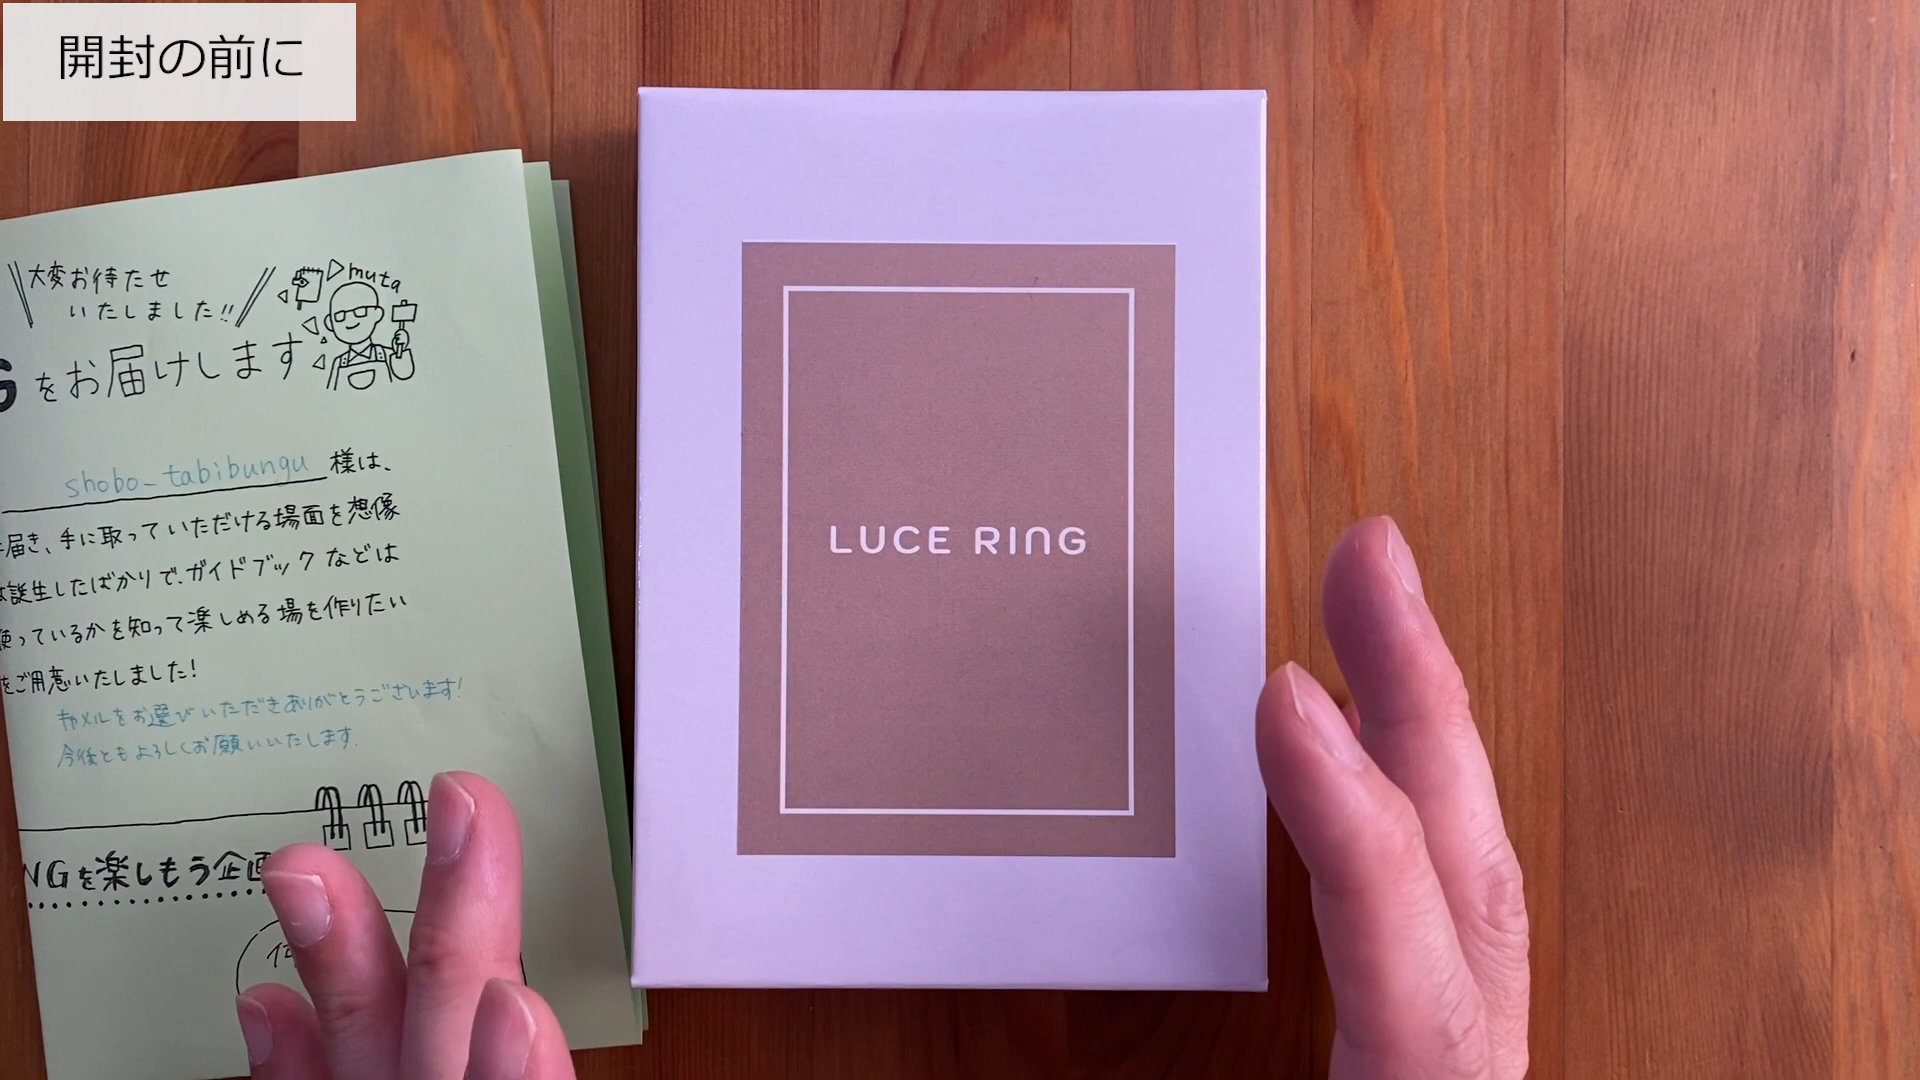 開封の前に
大変お待たせ
いたしました!!
muta
Gをお届けします
shobo_tabibungu 様は、
届き、手に取っていただける場面を想像
誕生したばかりで、ガイドブックなどは
使っているかを知って楽しめる場を作りたい
をご用意いたしました!
キャメルをお選びいただきありがとうございます!
今後ともよろしくお願いいたします.
NGを楽しもう企画
LUCE RING